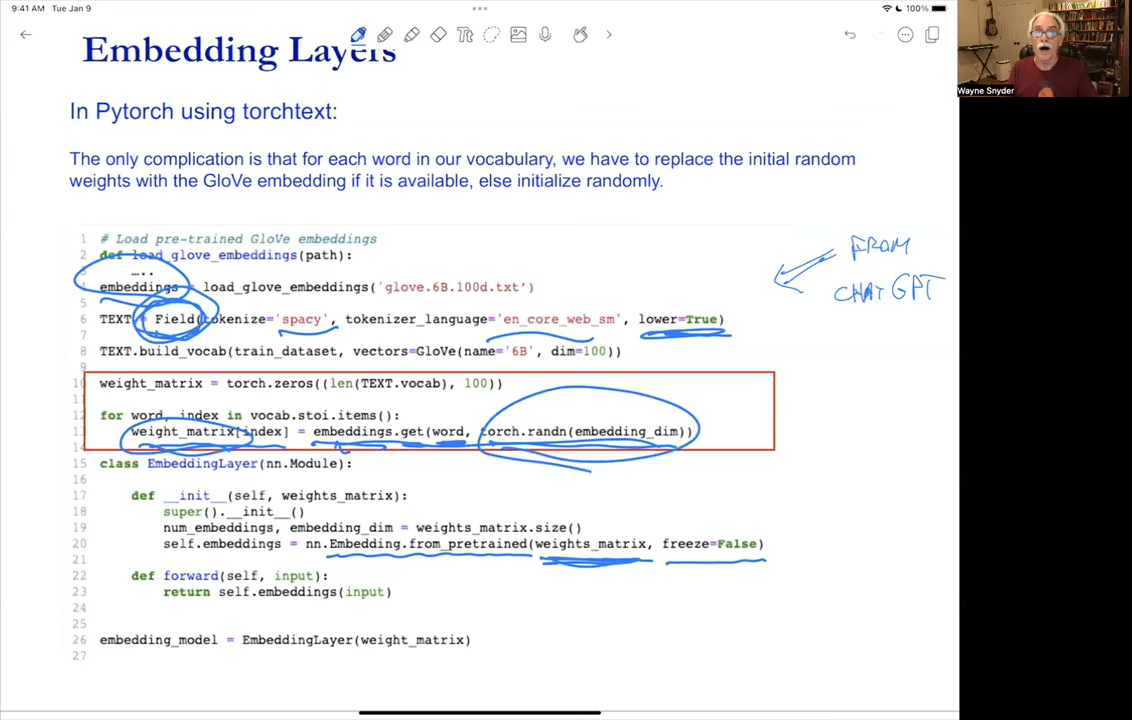 9:41 AM Tue Jan 9
100%
Embedding Layers
Tt
Wayne Snyder
In Pytorch using torchtext:
The only complication is that for each word in our vocabulary, we have to replace the initial random
weights with the GloVe embedding if it is available, else initialize randomly.
1 # Load pre-trained GloVe embeddings
2 def load_glove_embeddings(path):
3 ….. 
embeddings = load_glove_embeddings('glove.6B.100d.txt')
5
6 TEXT = Field(tokenize='spacy', tokenizer_language='en_core_web_sm', lower=True)
7
8 TEXT.build_vocab(train_dataset, vectors=GloVe(name='6B', dim=100))
9
10 weight_matrix = torch.zeros((len(TEXT.vocab), 100))
11
12 for word, index in vocab.stoi.items():
13 weight_matrix[index] = embeddings.get(word, torch.randn(embedding_dim))
14
15 class EmbeddingLayer(nn.Module):
16
17 def __init__(self, weights_matrix):
18 super().__init__()
19 num_embeddings, embedding_dim = weights_matrix.size()
20 self.embeddings = nn.Embedding.from_pretrained(weights_matrix, freeze=False)
21
22 def forward(self, input):
23 return self.embeddings(input)
24
25
26 embedding_model = EmbeddingLayer(weight_matrix)
27
FROM
CHAT GPT